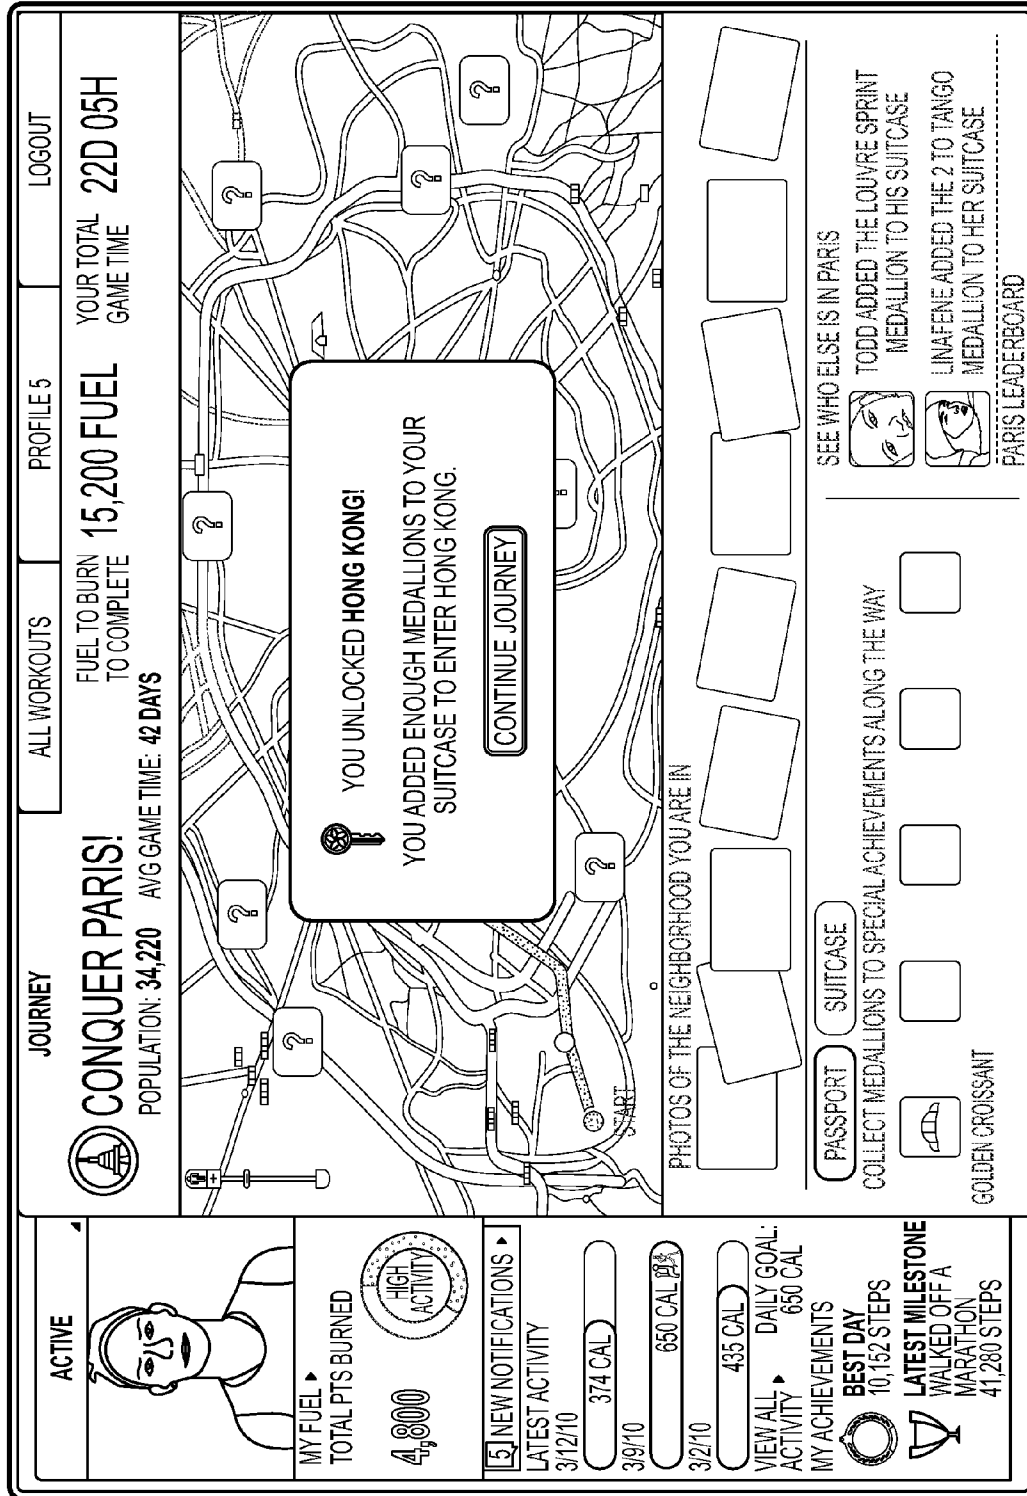 ACTIVE
MY FUEL ▸
TOTAL PTS BURNED
4,800
HIGH
ACTIVITY
5 NEW NOTIFICATIONS ▸
LATEST ACTIVITY
3/12/10
374 CAL
3/9/10
650 CAL
3/2/10
435 CAL
VIEW ALL
ACTIVITY ▸
DAILY GOAL:
650 CAL
MY ACHIEVEMENTS
BEST DAY
10,152 STEPS
LATEST MILESTONE
WALKED OFF A
MARATHON
41,280 STEPS
JOURNEY
ALL WORKOUTS
PROFILE 5
LOGOUT
CONQUER PARIS!
POPULATION: 34,220 AVG GAME TIME: 42 DAYS
FUEL TO BURN
TO COMPLETE
15,200 FUEL
YOUR TOTAL
GAME TIME
22D 05H
+
?
?
?
?
?
?
?
START
YOU UNLOCKED HONG KONG!
YOU ADDED ENOUGH MEDALLIONS TO YOUR
SUITCASE TO ENTER HONG KONG.
CONTINUE JOURNEY
PHOTOS OF THE NEIGHBORHOOD YOU ARE IN
PASSPORT
SUITCASE
COLLECT MEDALLIONS TO SPECIAL ACHIEVEMENTS ALONG THE WAY
GOLDEN CROISSANT
SEE WHO ELSE IS IN PARIS
TODD ADDED THE LOUVRE SPRINT
MEDALLION TO HIS SUITCASE
LINAFENE ADDED THE 2 TO TANGO
MEDALLION TO HER SUITCASE
PARIS LEADERBOARD